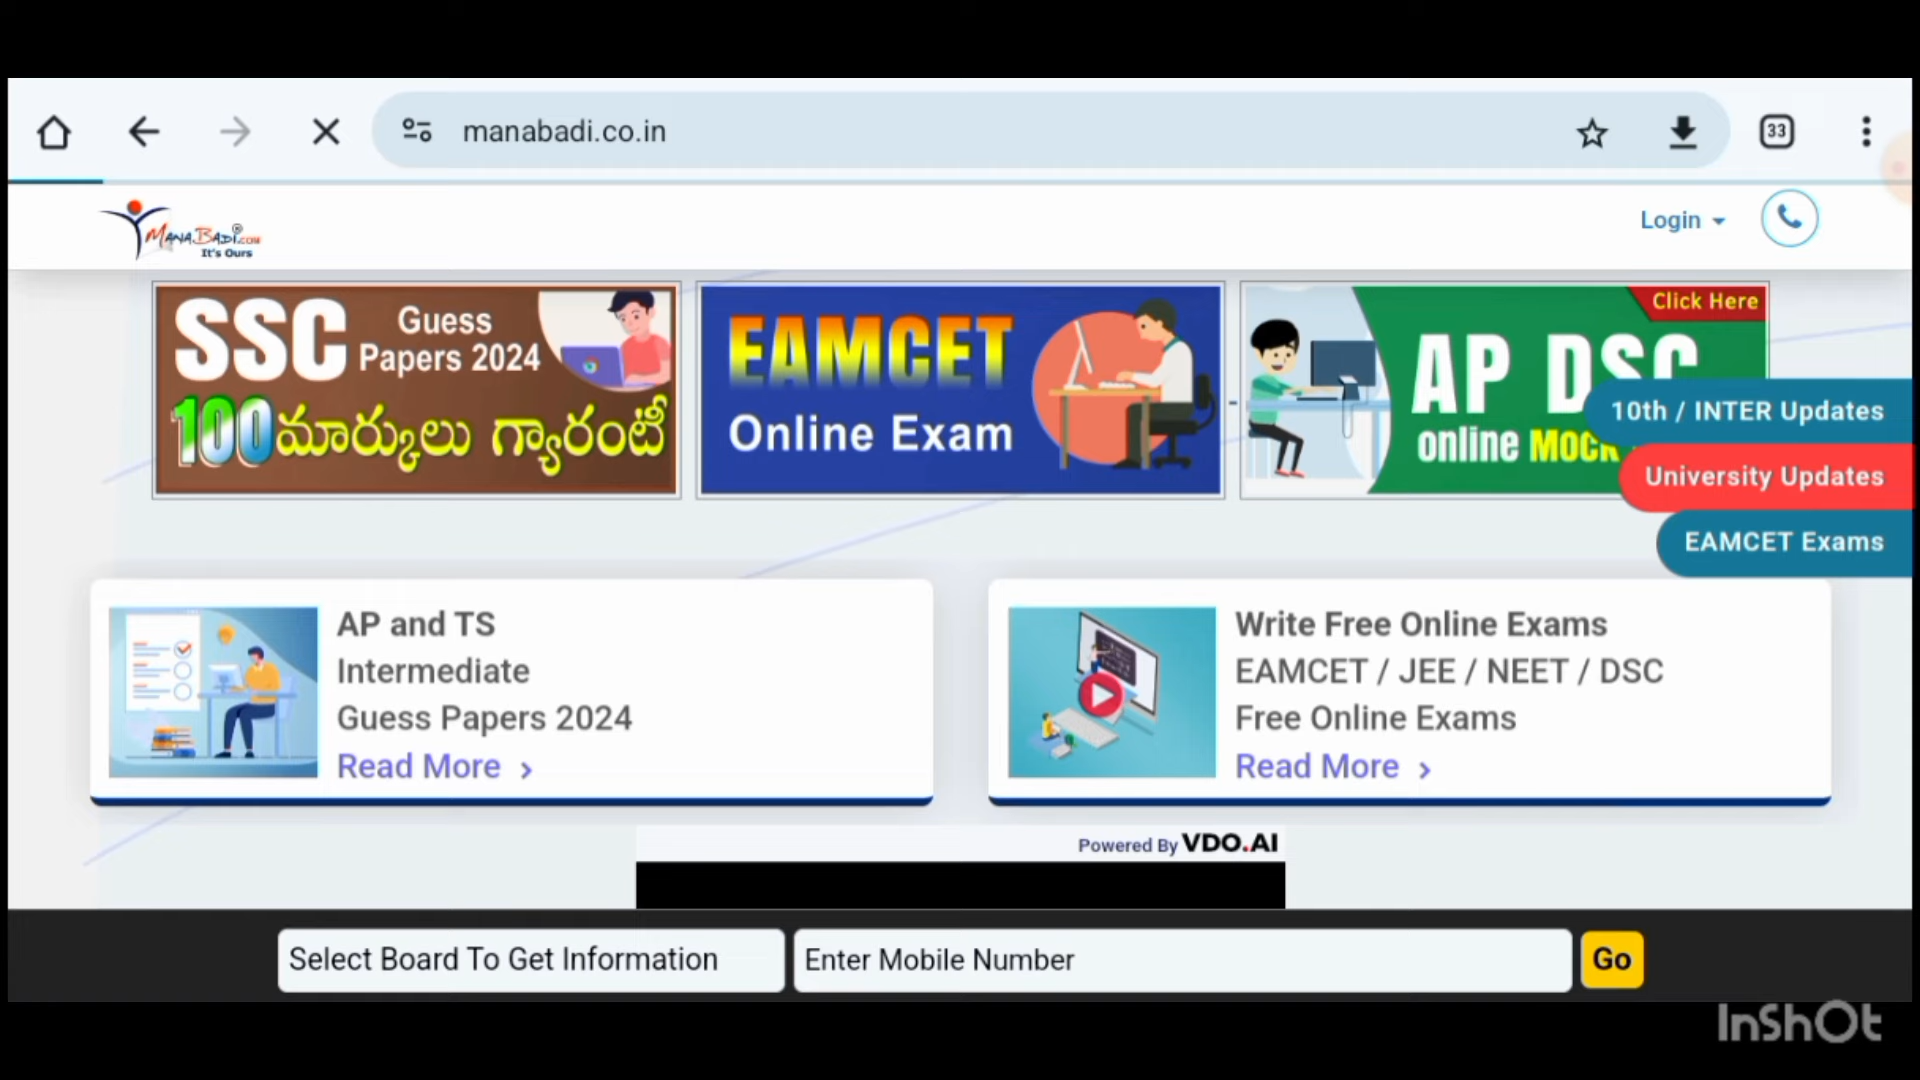 manabadi.co.in
33
MANABADI.COM
It's Ours
Login
SSC Guess
Papers 2024
100 మార్కులు గ్యారంటీ
EAMCET
Online Exam
Click Here
AP DSC
online MOCK
10th / INTER Updates
University Updates
EAMCET Exams
AP and TS
Intermediate
Guess Papers 2024
Read More
Write Free Online Exams
EAMCET / JEE / NEET / DSC
Free Online Exams
Read More
Powered By VDO.AI
Select Board To Get Information
Enter Mobile Number
Go
InShOt